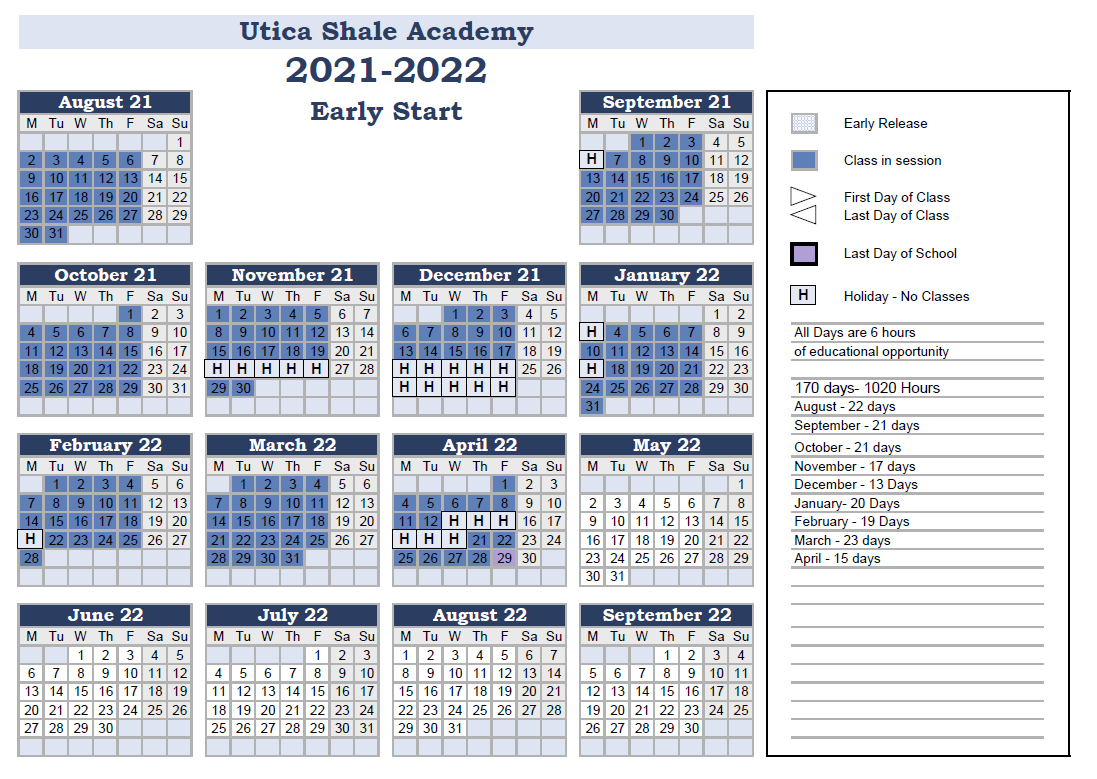 Utica Shale Academy
2021-2022
Early Start
August 21
M Tu W Th F Sa Su
1
2 3 4 5 6 7 8
9 10 11 12 13 14 15
16 17 18 19 20 21 22
23 24 25 26 27 28 29
30 31
September 21
M Tu W Th F Sa Su
1 2 3 4 5
H 7 8 9 10 11 12
13 14 15 16 17 18 19
20 21 22 23 24 25 26
27 28 29 30
October 21
M Tu W Th F Sa Su
1 2 3
4 5 6 7 8 9 10
11 12 13 14 15 16 17
18 19 20 21 22 23 24
25 26 27 28 29 30 31
November 21
M Tu W Th F Sa Su
1 2 3 4 5 6 7
8 9 10 11 12 13 14
15 16 17 18 19 20 21
H H H H H 27 28
29 30
December 21
M Tu W Th F Sa Su
1 2 3 4 5
6 7 8 9 10 11 12
13 14 15 16 17 18 19
H H H H H 25 26
H H H H H
January 22
M Tu W Th F Sa Su
1 2
H 4 5 6 7 8 9
10 11 12 13 14 15 16
H 18 19 20 21 22 23
24 25 26 27 28 29 30
31
February 22
M Tu W Th F Sa Su
1 2 3 4 5 6
7 8 9 10 11 12 13
14 15 16 17 18 19 20
H 22 23 24 25 26 27
28
March 22
M Tu W Th F Sa Su
1 2 3 4 5 6
7 8 9 10 11 12 13
14 15 16 17 18 19 20
21 22 23 24 25 26 27
28 29 30 31
April 22
M Tu W Th F Sa Su
1 2 3
4 5 6 7 8 9 10
11 12 H H H 16 17
H H H 21 22 23 24
25 26 27 28 29 30
May 22
M Tu W Th F Sa Su
1
2 3 4 5 6 7 8
9 10 11 12 13 14 15
16 17 18 19 20 21 22
23 24 25 26 27 28 29
30 31
June 22
M Tu W Th F Sa Su
1 2 3 4 5
6 7 8 9 10 11 12
13 14 15 16 17 18 19
20 21 22 23 24 25 26
27 28 29 30
July 22
M Tu W Th F Sa Su
1 2 3
4 5 6 7 8 9 10
11 12 13 14 15 16 17
18 19 20 21 22 23 24
25 26 27 28 29 30 31
August 22
M Tu W Th F Sa Su
1 2 3 4 5 6 7
8 9 10 11 12 13 14
15 16 17 18 19 20 21
22 23 24 25 26 27 28
29 30 31
September 22
M Tu W Th F Sa Su
1 2 3 4
5 6 7 8 9 10 11
12 13 14 15 16 17 18
19 20 21 22 23 24 25
26 27 28 29 30
Early Release
Class in session
First Day of Class
Last Day of Class
Last Day of School
H Holiday - No Classes
All Days are 6 hours
of educational opportunity
170 days- 1020 Hours
August - 22 days
September - 21 days
October - 21 days
November - 17 days
December - 13 Days
January- 20 Days
February - 19 Days
March - 23 days
April - 15 days